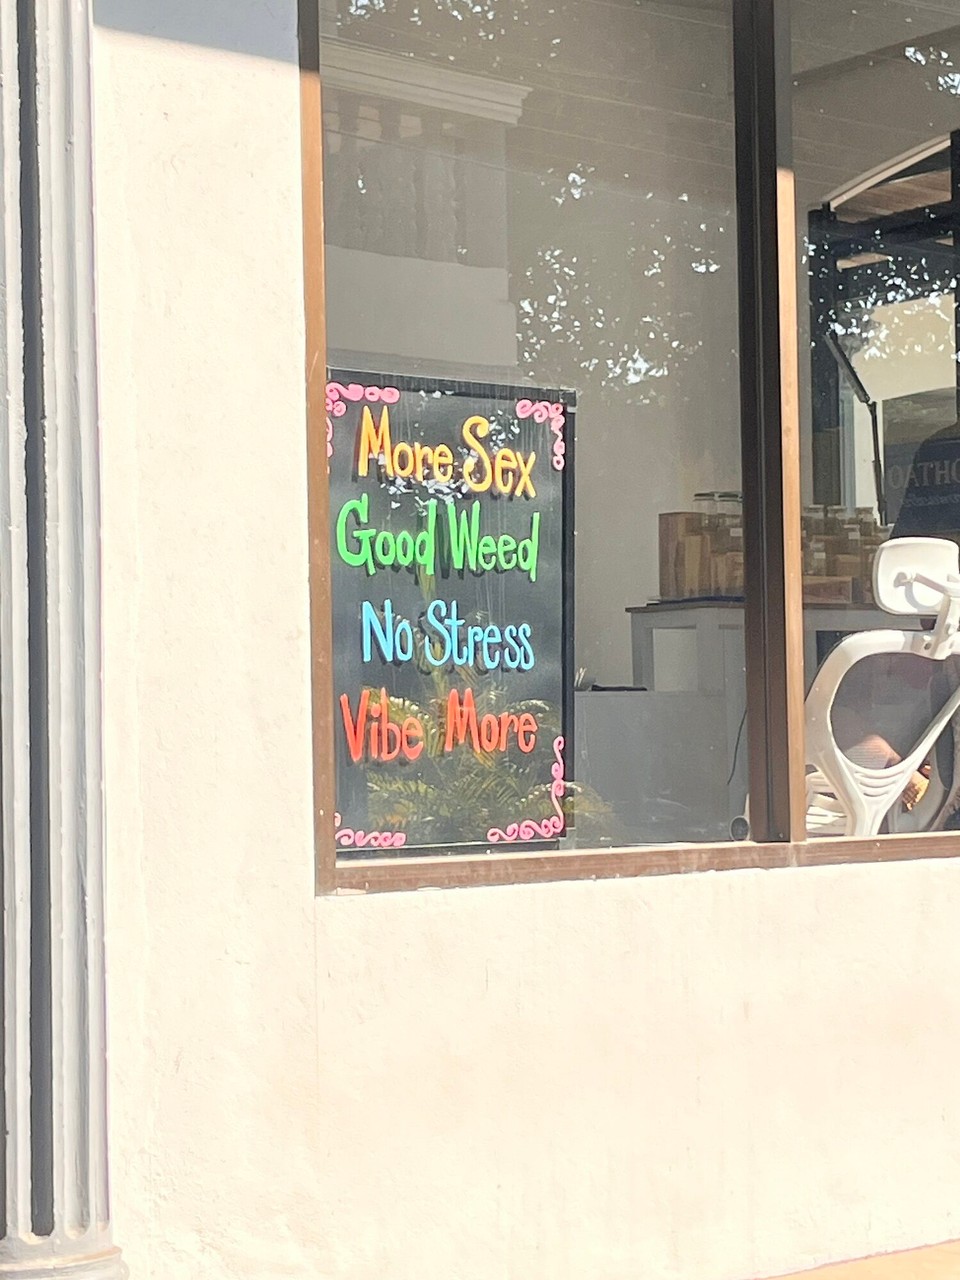 More Sex
Good Weed
No Stress
Vibe More